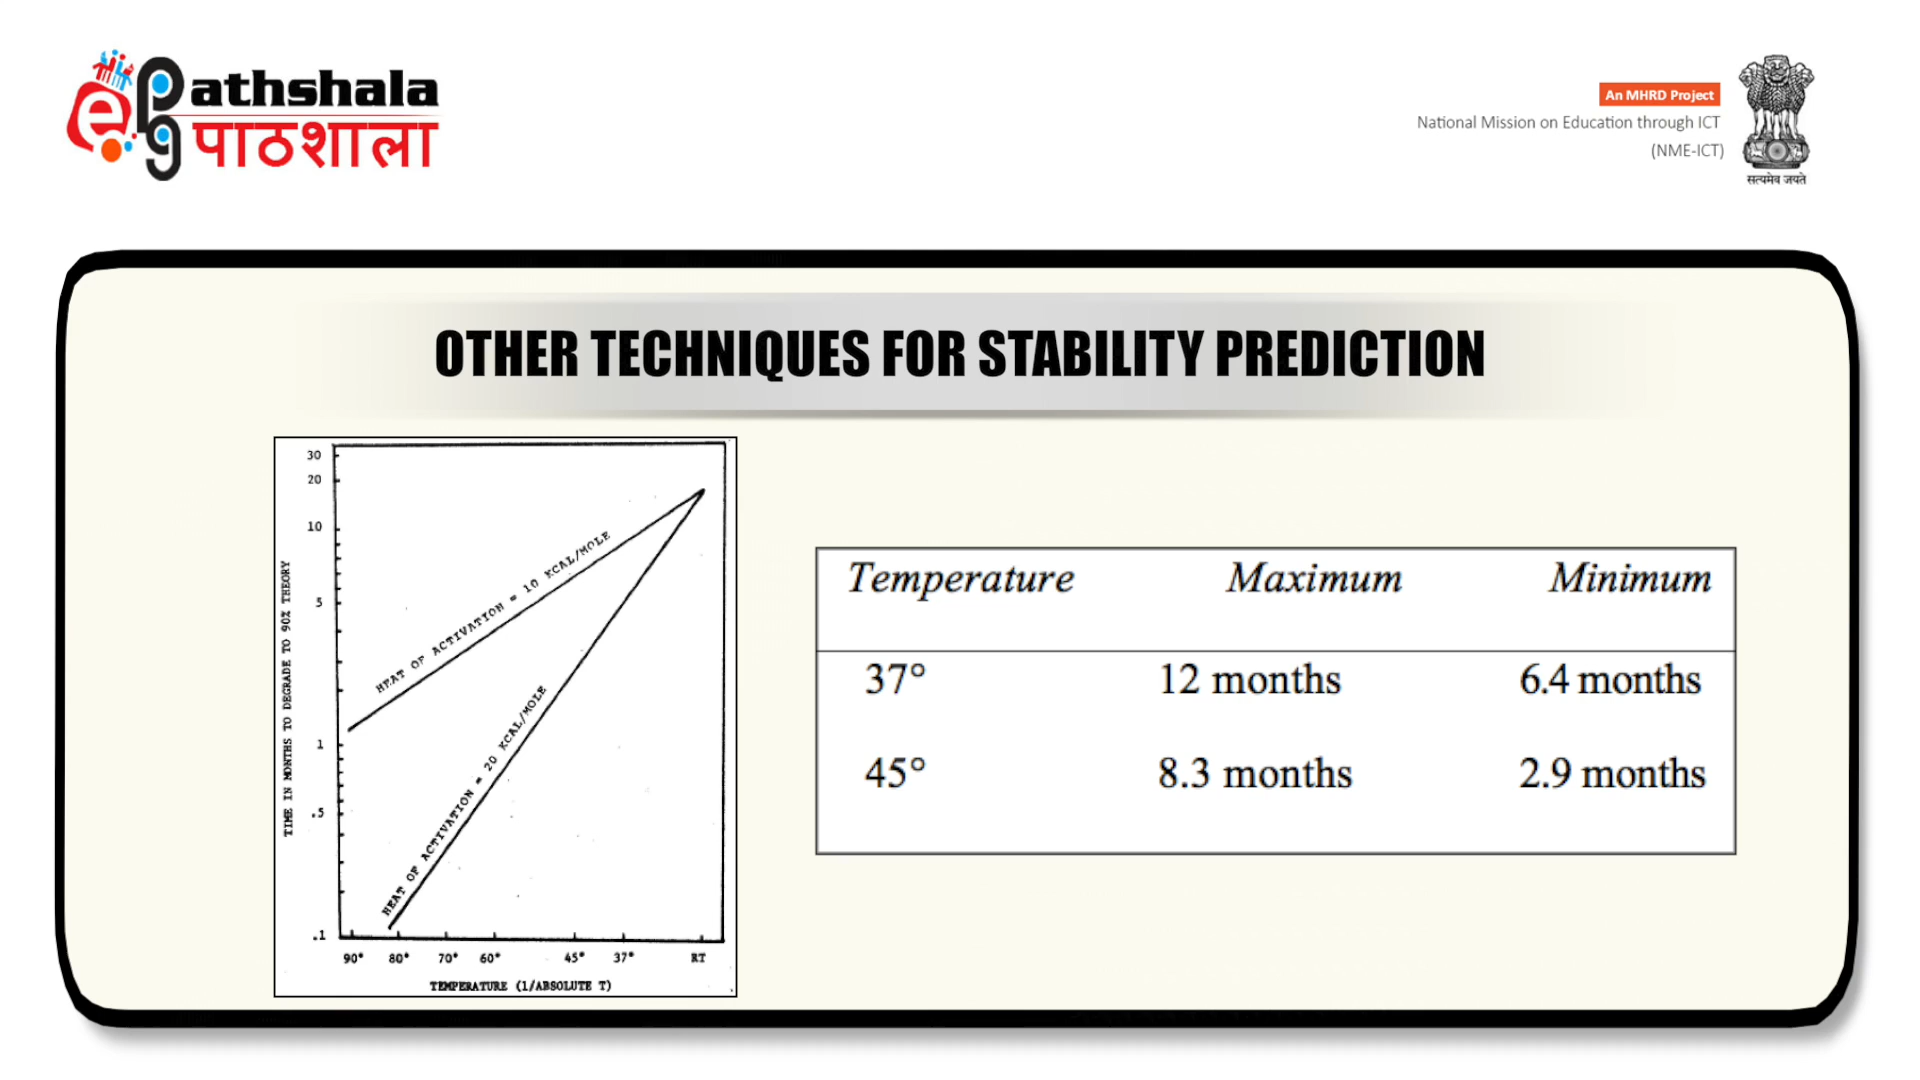 e
Pathshala
pg
पाठशाला
An MHRD Project
National Mission on Education through ICT
(NME-ICT)
सत्यमेव जयते
OTHER TECHNIQUES FOR STABILITY PREDICTION
TIME IN MONTHS TO DEGRADE TO 90% THEORY
30
20
10
5
1
.5
.1
HEAT OF ACTIVATION = 10 KCAL/MOLE
HEAT OF ACTIVATION = 20 KCAL/MOLE
90° 80° 70° 60° 45° 37° RT
TEMPERATURE (1/ABSOLUTE T)
Temperature Maximum Minimum
37° 12 months 6.4 months
45° 8.3 months 2.9 months